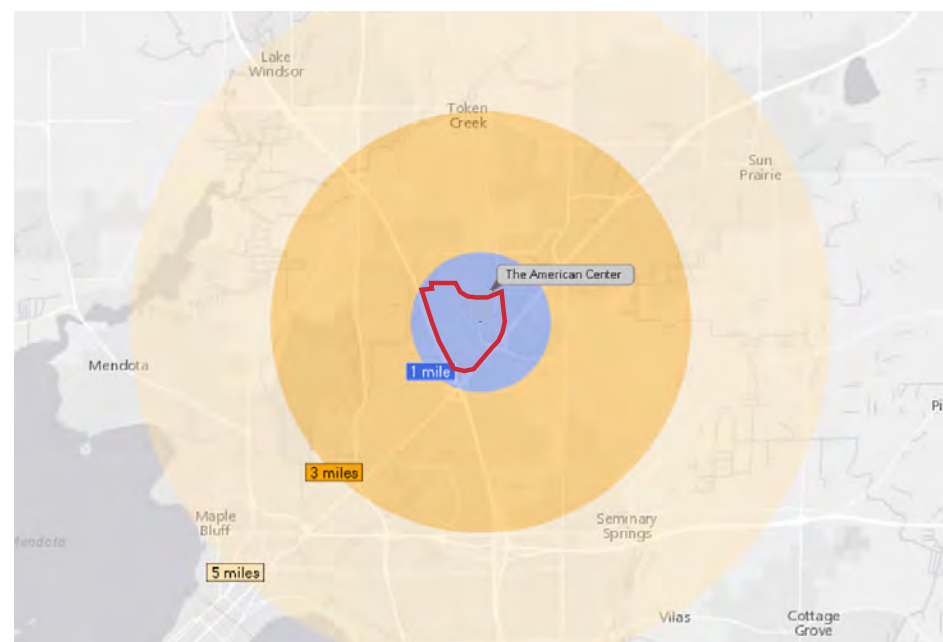 Lake
Windsor
Token
Creek
Sun
Prairie
The American Center
Mendota
1 mile
Pi
3 miles
Maple
Bluff
Seminary
Springs
Mendota
5 miles
Vilas
Cottage
Grove